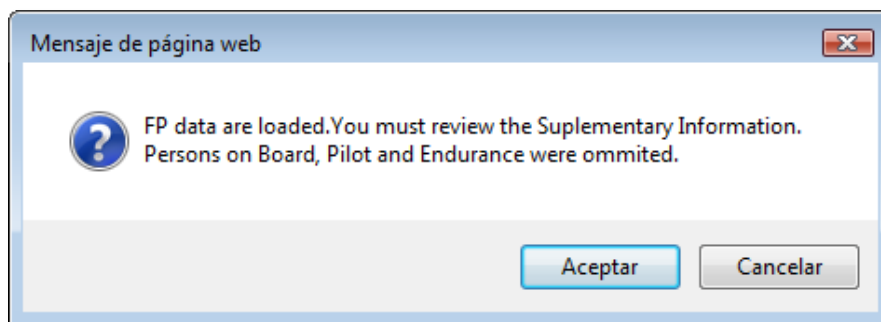 Mensaje de página web
FP data are loaded.You must review the Suplementary Information.
Persons on Board, Pilot and Endurance were ommited.
Aceptar
Cancelar